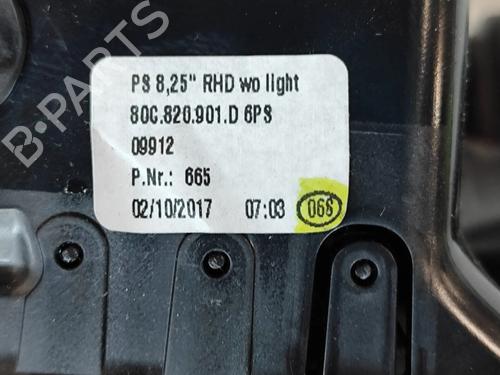 B-PARTS
PS 8,25" RHD wo light
80C.820.901.D 6PS
09912
P.Nr.: 665
02/10/2017 07:03 068